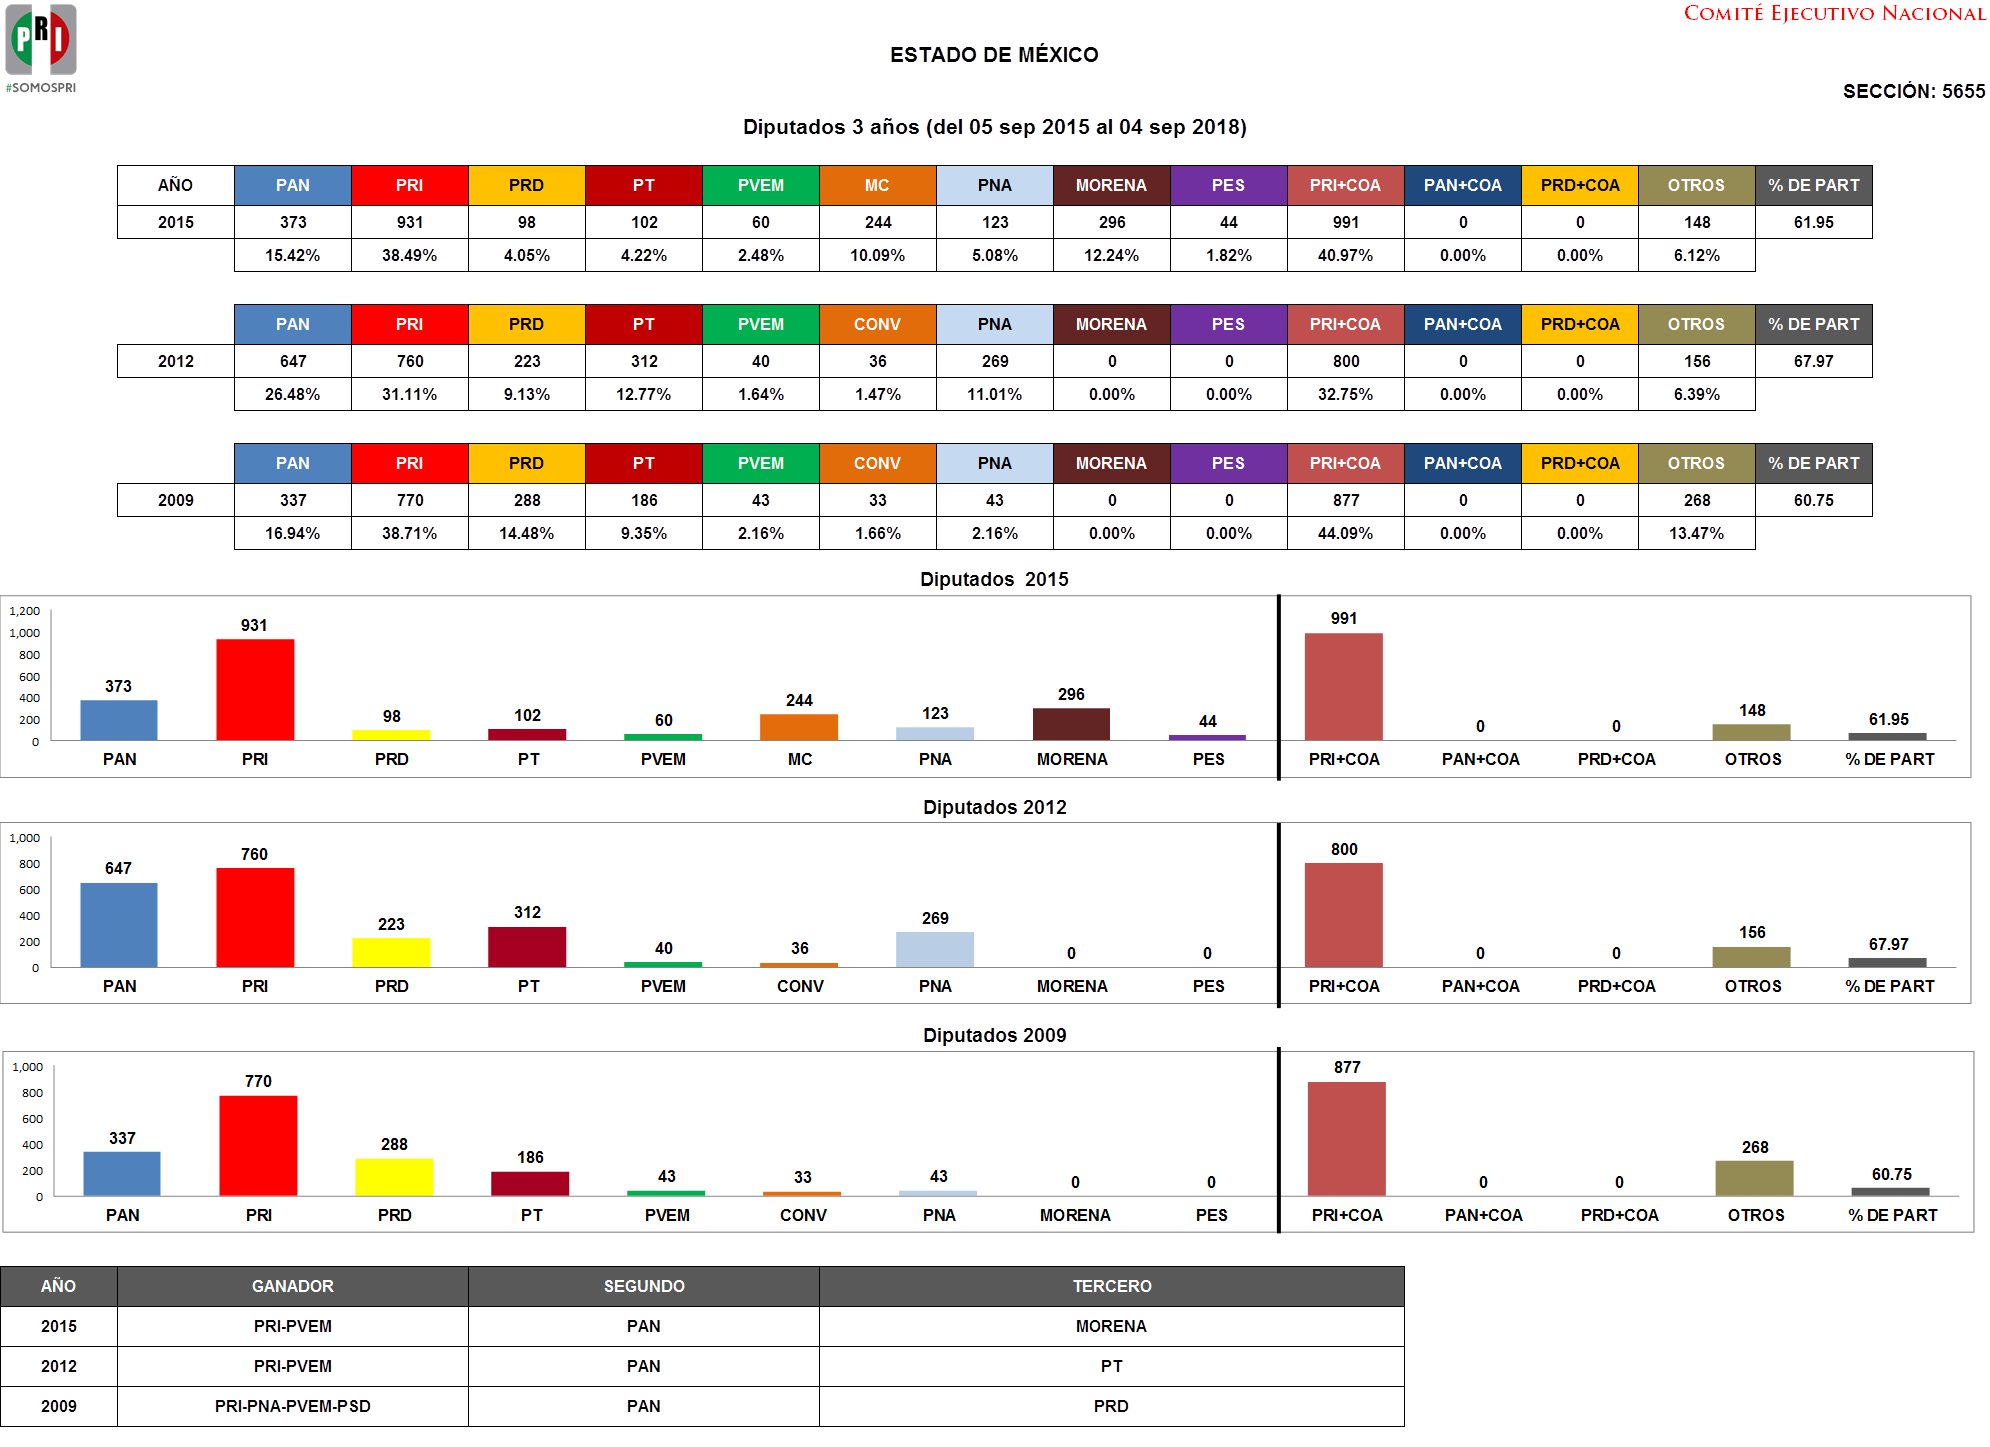 PRI
#SOMOSPRI
COMITÉ EJECUTIVO NACIONAL
ESTADO DE MÉXICO
SECCIÓN: 5655
Diputados 3 años (del 05 sep 2015 al 04 sep 2018)
AÑO PAN PRI PRD PT PVEM MC PNA MORENA PES PRI+COA PAN+COA PRD+COA OTROS % DE PART
2015 373 931 98 102 60 244 123 296 44 991 0 0 148 61.95
15.42% 38.49% 4.05% 4.22% 2.48% 10.09% 5.08% 12.24% 1.82% 40.97% 0.00% 0.00% 6.12%
PAN PRI PRD PT PVEM CONV PNA MORENA PES PRI+COA PAN+COA PRD+COA OTROS % DE PART
2012 647 760 223 312 40 36 269 0 0 800 0 0 156 67.97
26.48% 31.11% 9.13% 12.77% 1.64% 1.47% 11.01% 0.00% 0.00% 32.75% 0.00% 0.00% 6.39%
PAN PRI PRD PT PVEM CONV PNA MORENA PES PRI+COA PAN+COA PRD+COA OTROS % DE PART
2009 337 770 288 186 43 33 43 0 0 877 0 0 268 60.75
16.94% 38.71% 14.48% 9.35% 2.16% 1.66% 2.16% 0.00% 0.00% 44.09% 0.00% 0.00% 13.47%
Diputados 2015
1,200
1,000
800
600
400
200
0
373 931 98 102 60 244 123 296 44 991 0 0 148 61.95
PAN PRI PRD PT PVEM MC PNA MORENA PES PRI+COA PAN+COA PRD+COA OTROS % DE PART
Diputados 2012
1,000
800
600
400
200
0
647 760 223 312 40 36 269 0 0 800 0 0 156 67.97
PAN PRI PRD PT PVEM CONV PNA MORENA PES PRI+COA PAN+COA PRD+COA OTROS % DE PART
Diputados 2009
1,000
800
600
400
200
0
337 770 288 186 43 33 43 0 0 877 0 0 268 60.75
PAN PRI PRD PT PVEM CONV PNA MORENA PES PRI+COA PAN+COA PRD+COA OTROS % DE PART
AÑO GANADOR SEGUNDO TERCERO
2015 PRI-PVEM PAN MORENA
2012 PRI-PVEM PAN PT
2009 PRI-PNA-PVEM-PSD PAN PRD